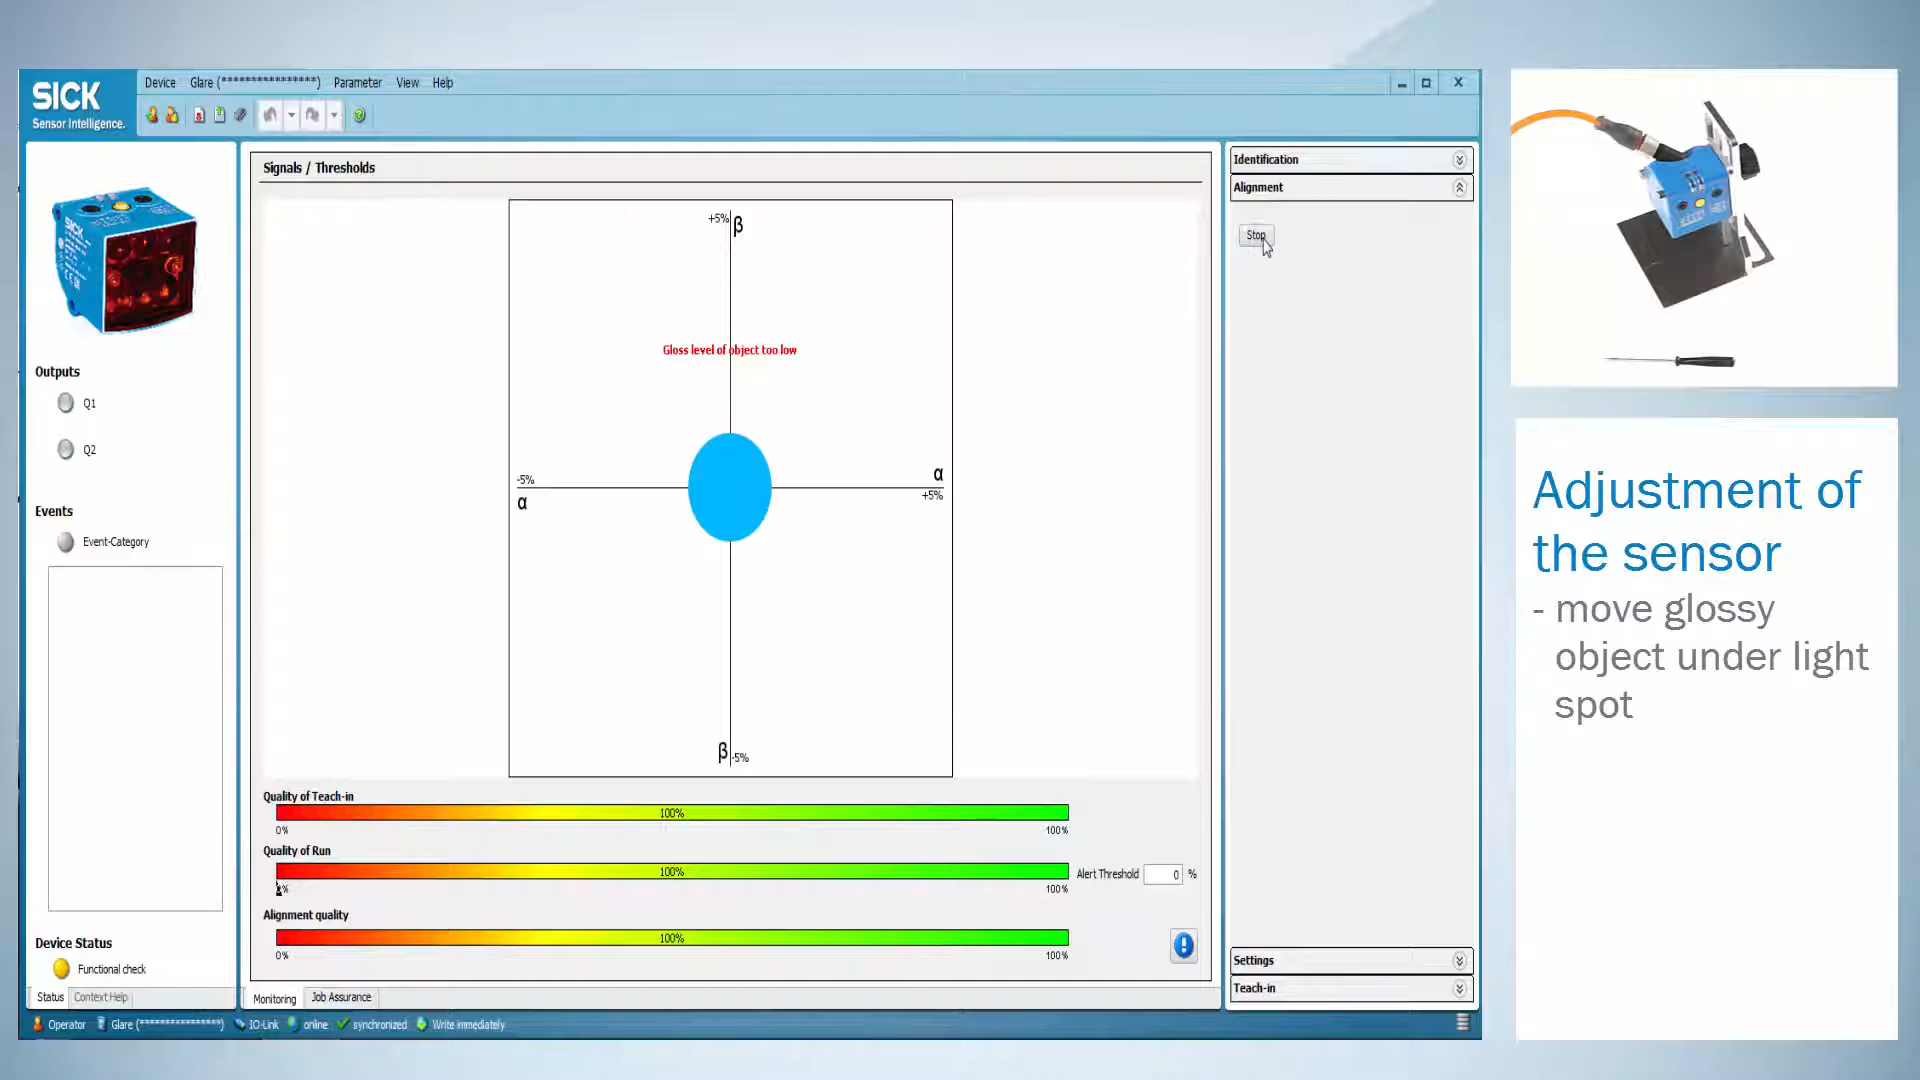 SICK
Sensor Intelligence.
Device Glare (****************) Parameter View Help
Outputs
Q1
Q2
Events
Event-Category
Device Status
Functional check
Status Context Help
Signals / Thresholds
+5% β
Gloss level of object too low
-5%
α
α
+5%
β -5%
Quality of Teach-in
100%
0% 100%
Quality of Run
100%
Alert Threshold 0 %
100%
Alignment quality
100%
0% 100%
Monitoring Job Assurance
Identification
Alignment
Stop
Settings
Teach-in
Operator Glare (****************) IO-Link online synchronized Write immediately
Adjustment of
the sensor
- move glossy
object under light
spot